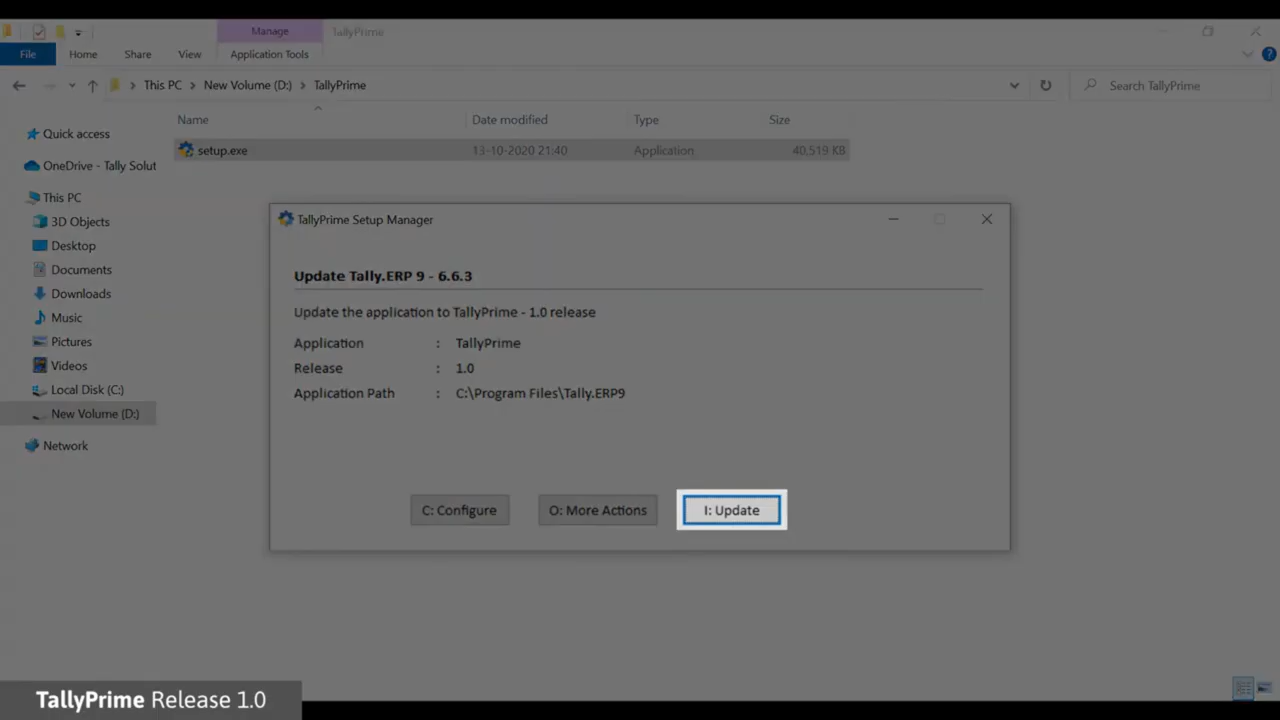 Manage
TallyPrime
File
Home
Share
View
Application Tools
This PC
New Volume (D:)
TallyPrime
Search TallyPrime
Name
Date modified
Type
Size
Quick access
setup.exe
13-10-2020 21:40
Application
40,519 KB
OneDrive - Tally Solut
This PC
3D Objects
Desktop
Documents
Downloads
Music
Pictures
Videos
Local Disk (C:)
New Volume (D:)
Network
TallyPrime Setup Manager
Update Tally.ERP 9 - 6.6.3
Update the application to TallyPrime - 1.0 release
Application : TallyPrime
Release : 1.0
Application Path : C:\Program Files\Tally.ERP9
C: Configure
O: More Actions
I: Update
TallyPrime Release 1.0